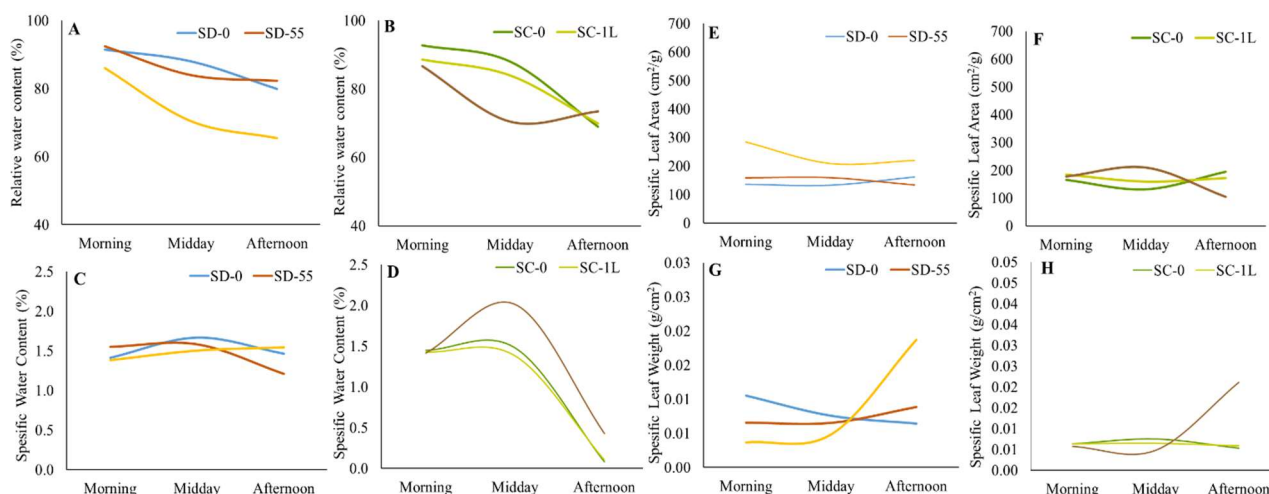 A
SD-0 SD-55
Relative water content (%)
100
80
60
40
Morning Midday Afternoon
B
SC-0 SC-1L
Relative water content (%)
100
80
60
40
Morning Midday Afternoon
E
SD-0 SD-55
Spesific Leaf Area (cm²/g)
700
600
500
400
300
200
100
0
Morning Midday Afternoon
F
SC-0 SC-1L
Spesific Leaf Area (cm²/g)
700
600
500
400
300
200
100
0
Morning Midday Afternoon
C
SD-0 SD-55
Spesific Water Content (%)
2.5
2.0
1.5
1.0
0.5
0.0
Morning Midday Afternoon
D
SC-0 SC-1L
Spesific Water Content (%)
2.5
2.0
1.5
1.0
0.5
0.0
Morning Midday Afternoon
G
SD-0 SD-55
Spesific Leaf Weight (g/cm²)
0.03
0.03
0.02
0.02
0.01
0.01
0.00
Morning Midday Afternoon
H
SC-0 SC-1L
Spesific Leaf Weight (g/cm²)
0.05
0.05
0.04
0.04
0.03
0.03
0.02
0.02
0.01
0.01
0.00
Morning Midday Afternoon